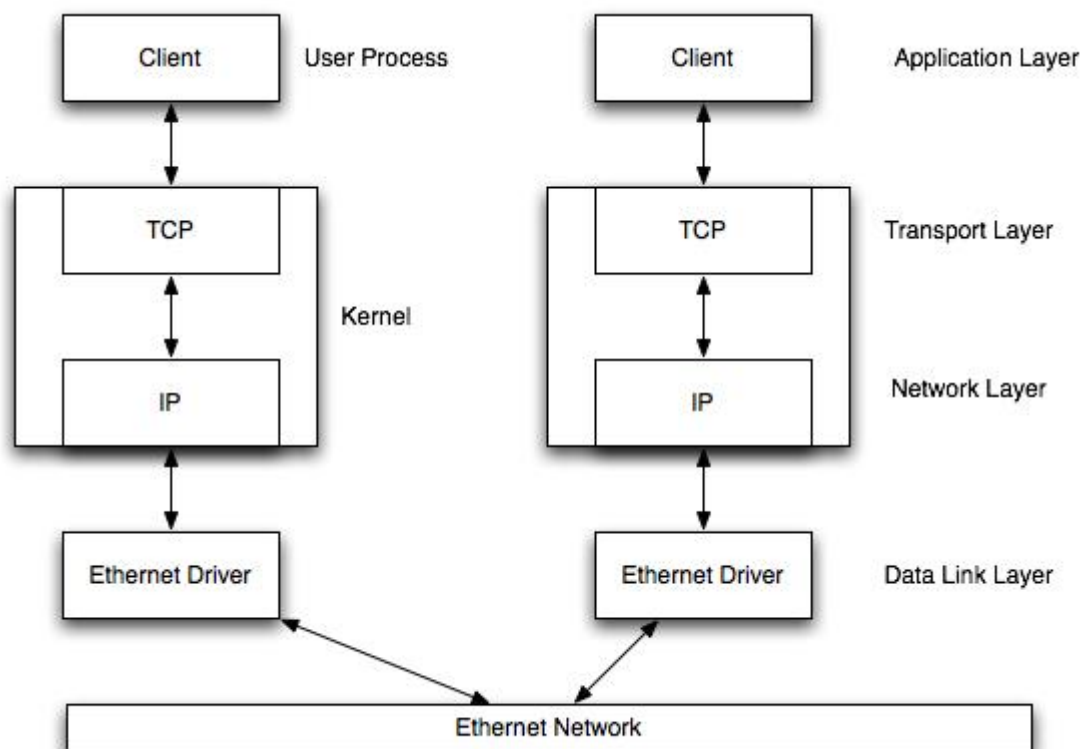 Client User Process Client Application Layer
TCP TCP Transport Layer
Kernel
IP IP Network Layer
Ethernet Driver Ethernet Driver Data Link Layer
Ethernet Network